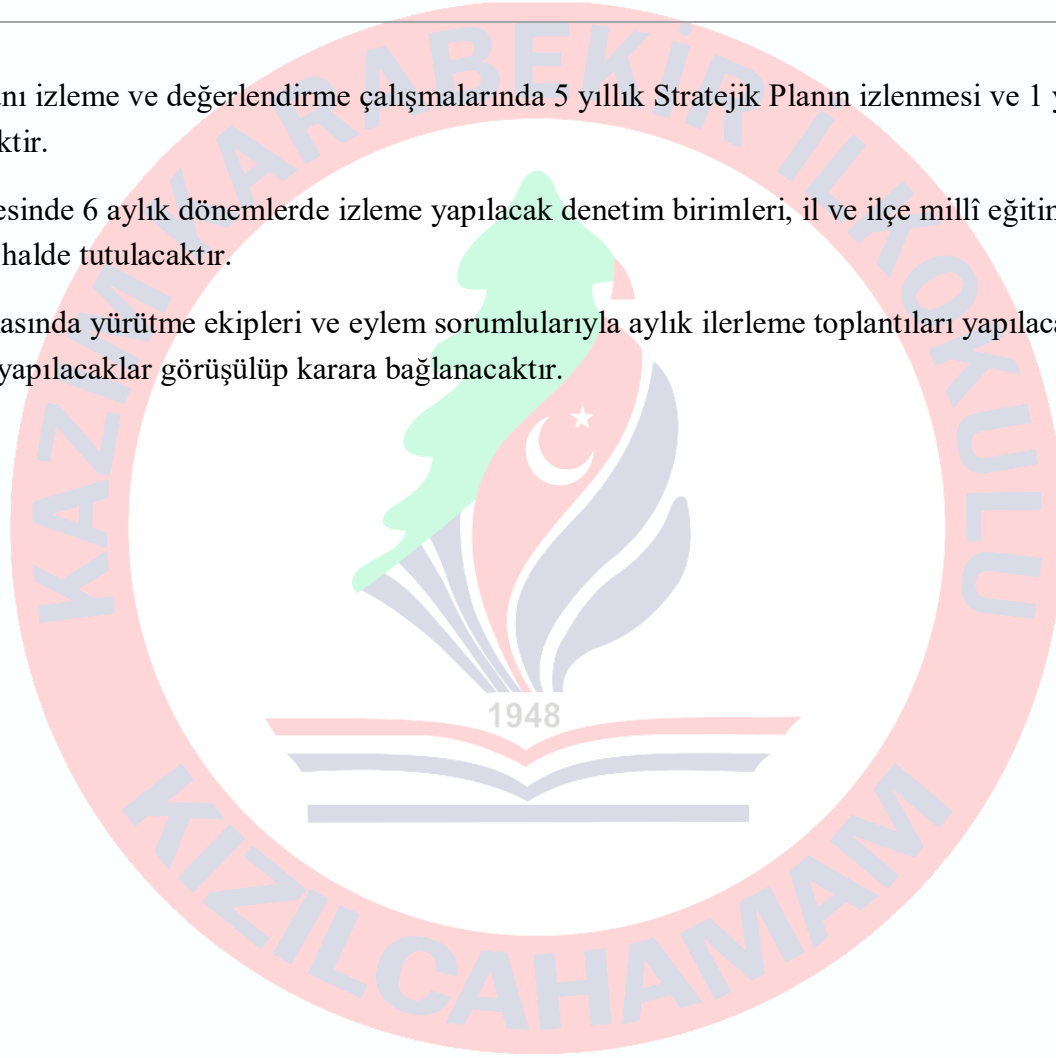 nı izleme ve değerlendirme çalışmalarında 5 yıllık Stratejik Planın izlenmesi ve 1
ktir.
esinde 6 aylık dönemlerde izleme yapılacak denetim birimleri, il ve ilçe millî
halde tutulacaktır.
asında yürütme ekipleri ve eylem sorumlularıyla aylık ilerleme toplantıları
yapılacaklar görüşülüp karara bağlanacaktır.
KAZIM KARABEKİR İLKOKULU
1948
KIZILCAHAMAM